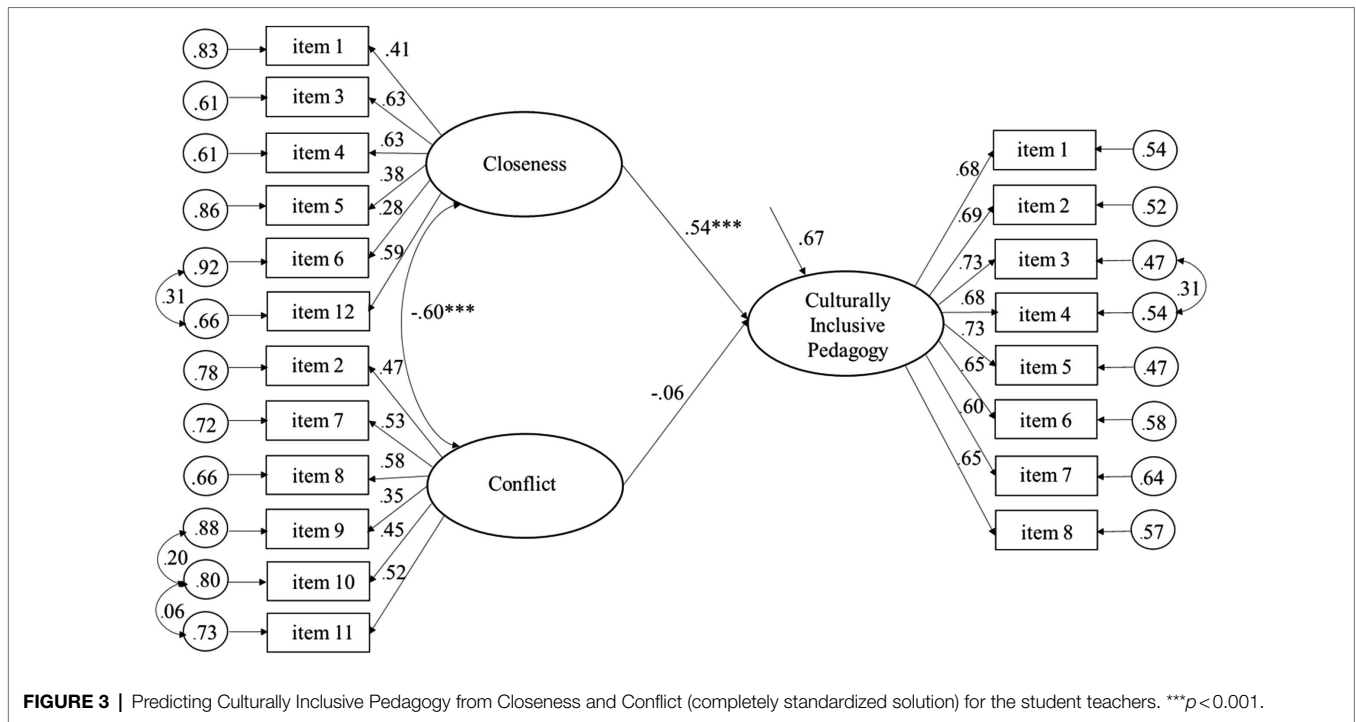 .83 item 1 .41
.61 item 3 .63
.61 item 4 .63
.86 item 5 .38
.92 item 6 .28
.31
.66 item 12 .59
Closeness
-.60***
.78 item 2 .47
.72 item 7 .53
.66 item 8 .58
.88 item 9 .35
.20
.80 item 10 .45
.06
.73 item 11 .52
Conflict
.54***
-.06
.67
Culturally
Inclusive
Pedagogy
.68 item 1 .54
.69 item 2 .52
.73 item 3 .47
.31
.68 item 4 .54
.73 item 5 .47
.65 item 6 .58
.60 item 7 .64
.65 item 8 .57
FIGURE 3 | Predicting Culturally Inclusive Pedagogy from Closeness and Conflict (completely standardized solution) for the student teachers. ***p<0.001.